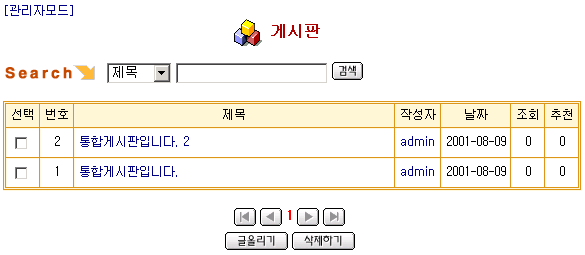 [관리자모드]
게시판
Search 제목 검색
선택 번호 제목 작성자 날짜 조회 추천
2 통합게시판입니다. 2 admin 2001-08-09 0 0
1 통합게시판입니다. admin 2001-08-09 0 0
1
글올리기 삭제하기